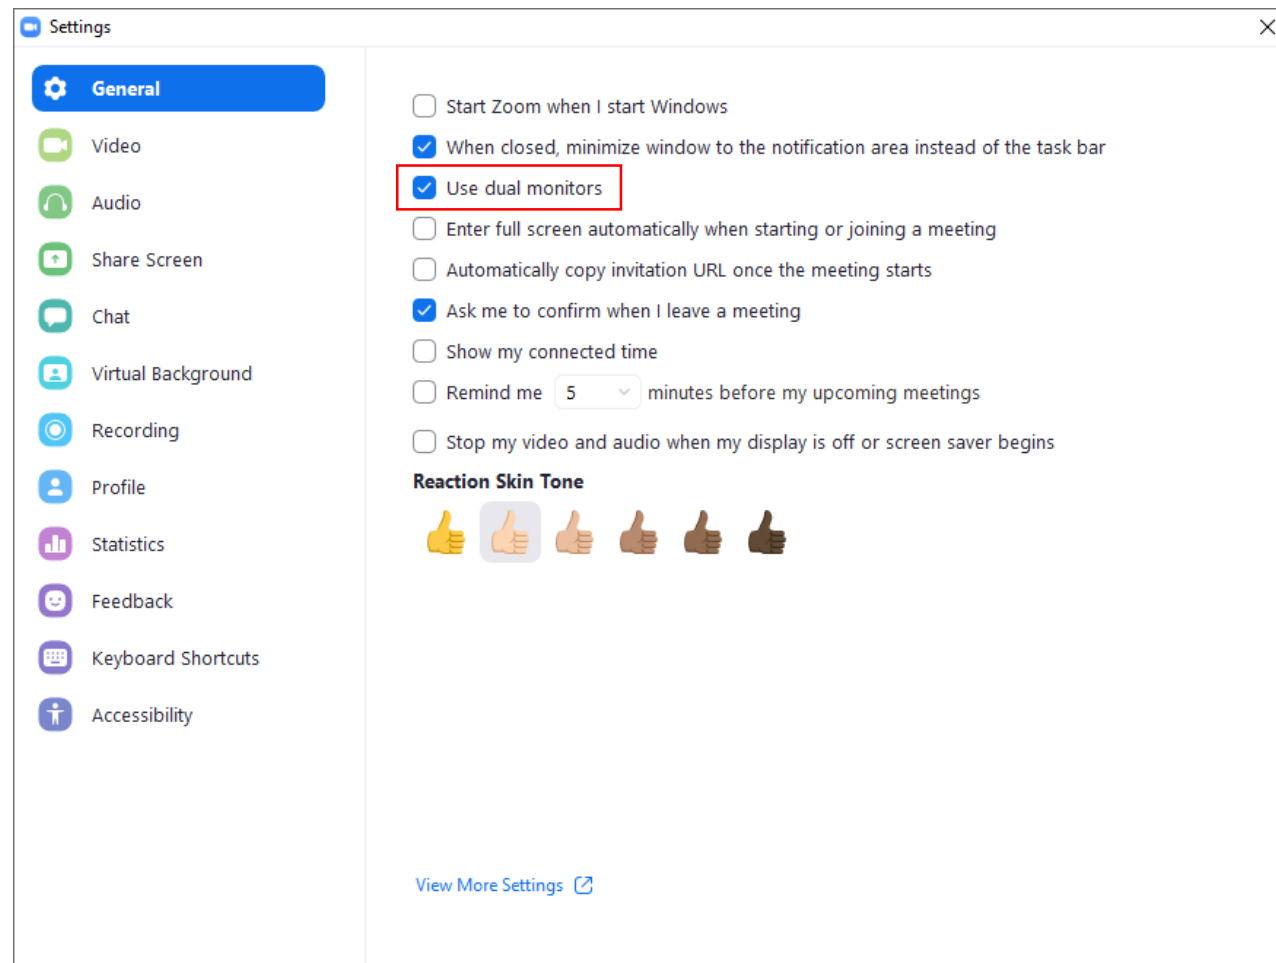 Settings
General
Video
Audio
Share Screen
Chat
Virtual Background
Recording
Profile
Statistics
Feedback
Keyboard Shortcuts
Accessibility
Start Zoom when I start Windows
When closed, minimize window to the notification area instead of the task bar
Use dual monitors
Enter full screen automatically when starting or joining a meeting
Automatically copy invitation URL once the meeting starts
Ask me to confirm when I leave a meeting
Show my connected time
Remind me 5 minutes before my upcoming meetings
Stop my video and audio when my display is off or screen saver begins
Reaction Skin Tone
View More Settings